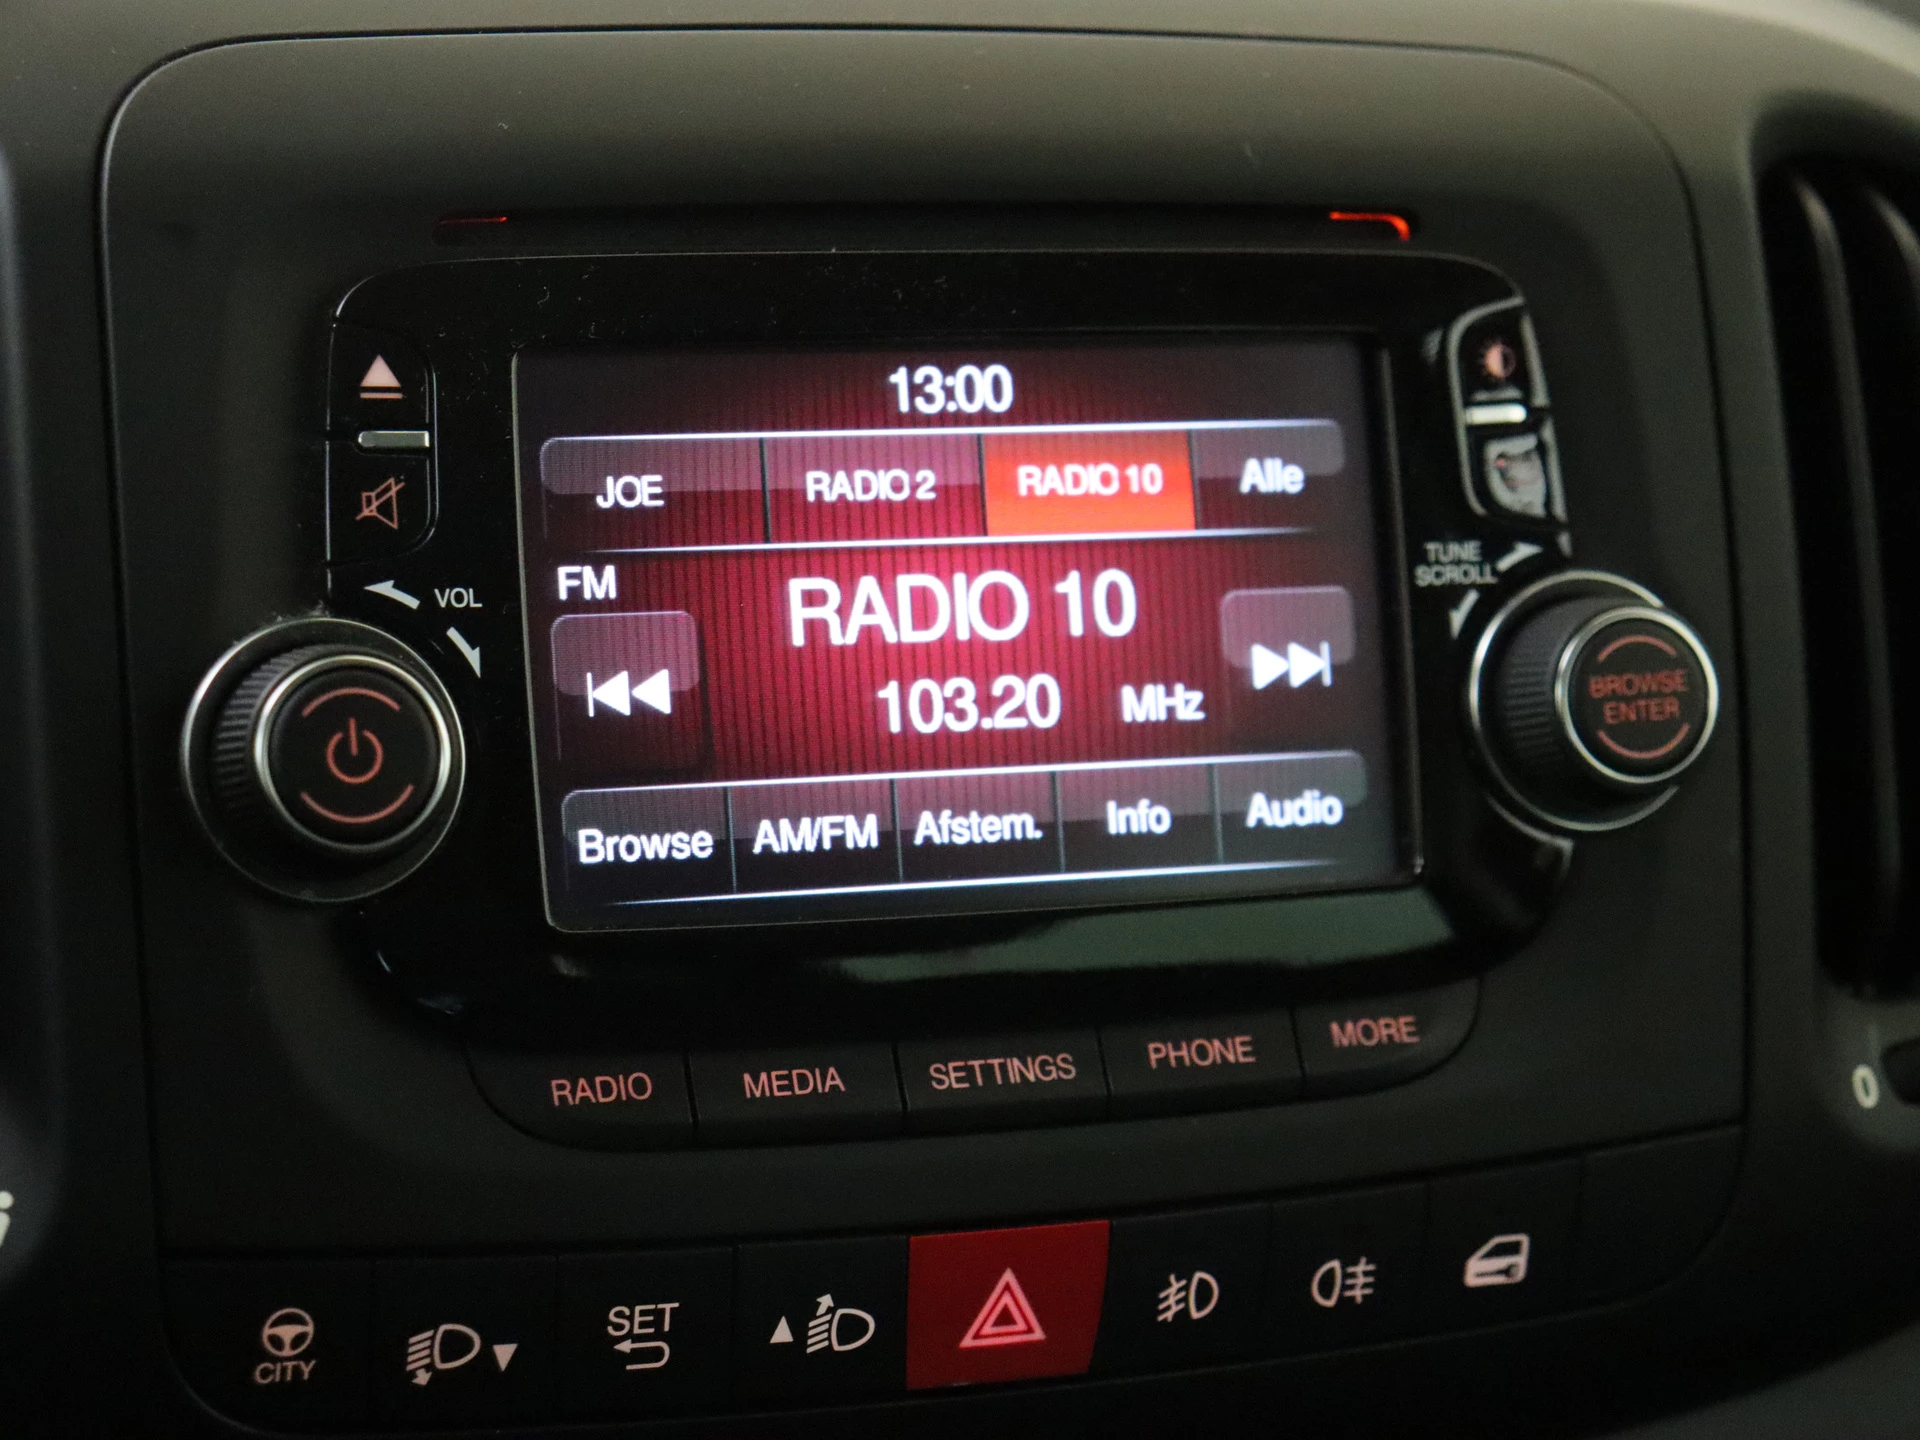 13:00
JOE RADIO 2 RADIO 10 Alle
FM
RADIO 10
103.20 MHz
Browse AM/FM Afstem. Info Audio
VOL
TUNE
SCROLL
BROWSE
ENTER
RADIO MEDIA SETTINGS PHONE MORE
0
CITY
SET